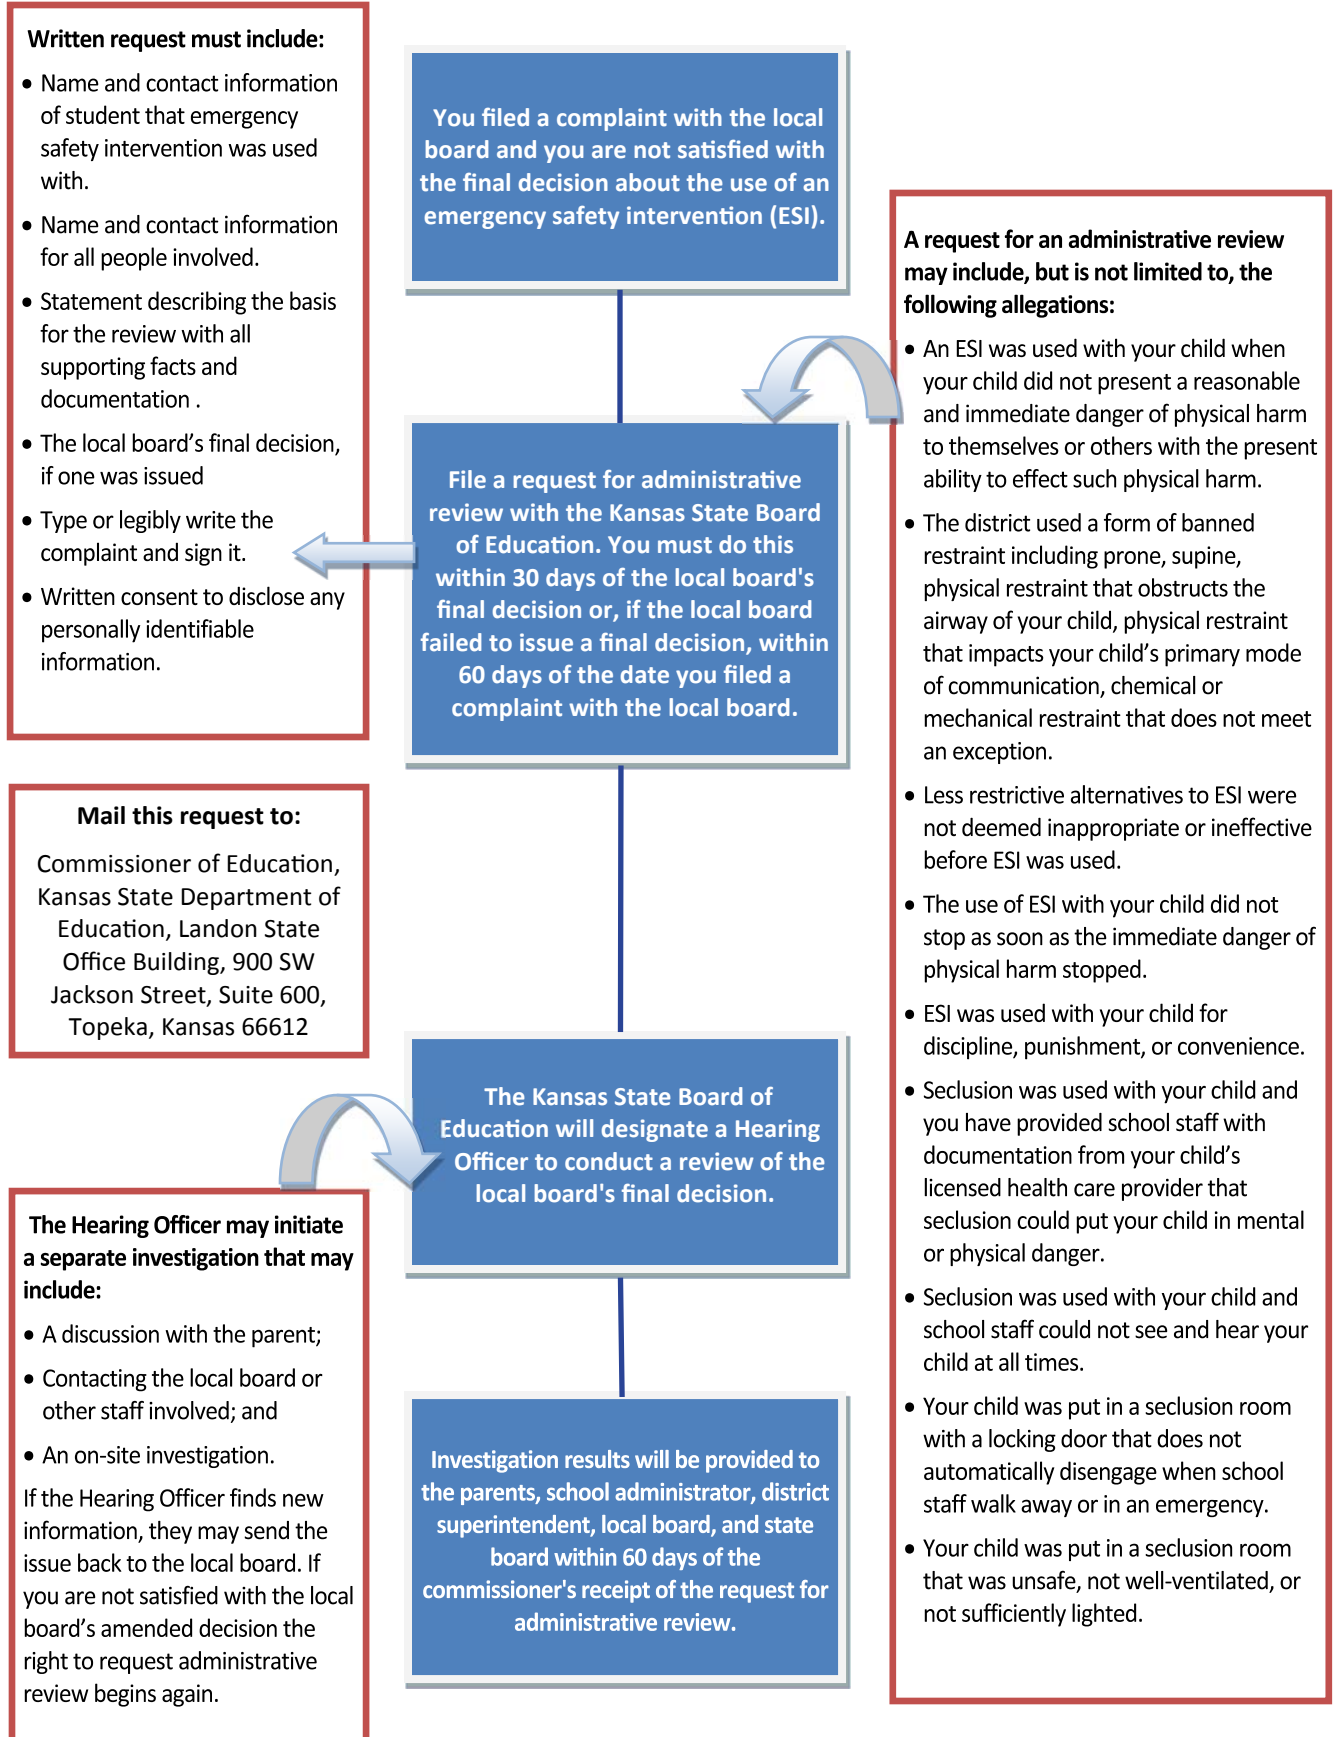 Written request must include:
• Name and contact information
of student that emergency
safety intervention was used
with.
• Name and contact information
for all people involved.
• Statement describing the basis
for the review with all
supporting facts and
documentation .
• The local board’s final decision,
if one was issued
• Type or legibly write the
complaint and sign it.
• Written consent to disclose any
personally identifiable
information.
Mail this request to:
Commissioner of Education,
Kansas State Department of
Education, Landon State
Office Building, 900 SW
Jackson Street, Suite 600,
Topeka, Kansas 66612
The Hearing Officer may initiate
a separate investigation that may
include:
• A discussion with the parent;
• Contacting the local board or
other staff involved; and
• An on-site investigation.
If the Hearing Officer finds new
information, they may send the
issue back to the local board. If
you are not satisfied with the local
board’s amended decision the
right to request administrative
review begins again.
You filed a complaint with the local
board and you are not satisfied with
the final decision about the use of an
emergency safety intervention (ESI).
File a request for administrative
review with the Kansas State Board
of Education. You must do this
within 30 days of the local board's
final decision or, if the local board
failed to issue a final decision, within
60 days of the date you filed a
complaint with the local board.
The Kansas State Board of
Education will designate a Hearing
Officer to conduct a review of the
local board's final decision.
Investigation results will be provided to
the parents, school administrator, district
superintendent, local board, and state
board within 60 days of the
commissioner's receipt of the request for
administrative review.
A request for an administrative review
may include, but is not limited to, the
following allegations:
• An ESI was used with your child when
your child did not present a reasonable
and immediate danger of physical harm
to themselves or others with the present
ability to effect such physical harm.
• The district used a form of banned
restraint including prone, supine,
physical restraint that obstructs the
airway of your child, physical restraint
that impacts your child’s primary mode
of communication, chemical or
mechanical restraint that does not meet
an exception.
• Less restrictive alternatives to ESI were
not deemed inappropriate or ineffective
before ESI was used.
• The use of ESI with your child did not
stop as soon as the immediate danger of
physical harm stopped.
• ESI was used with your child for
discipline, punishment, or convenience.
• Seclusion was used with your child and
you have provided school staff with
documentation from your child’s
licensed health care provider that
seclusion could put your child in mental
or physical danger.
• Seclusion was used with your child and
school staff could not see and hear your
child at all times.
• Your child was put in a seclusion room
with a locking door that does not
automatically disengage when school
staff walk away or in an emergency.
• Your child was put in a seclusion room
that was unsafe, not well-ventilated, or
not sufficiently lighted.